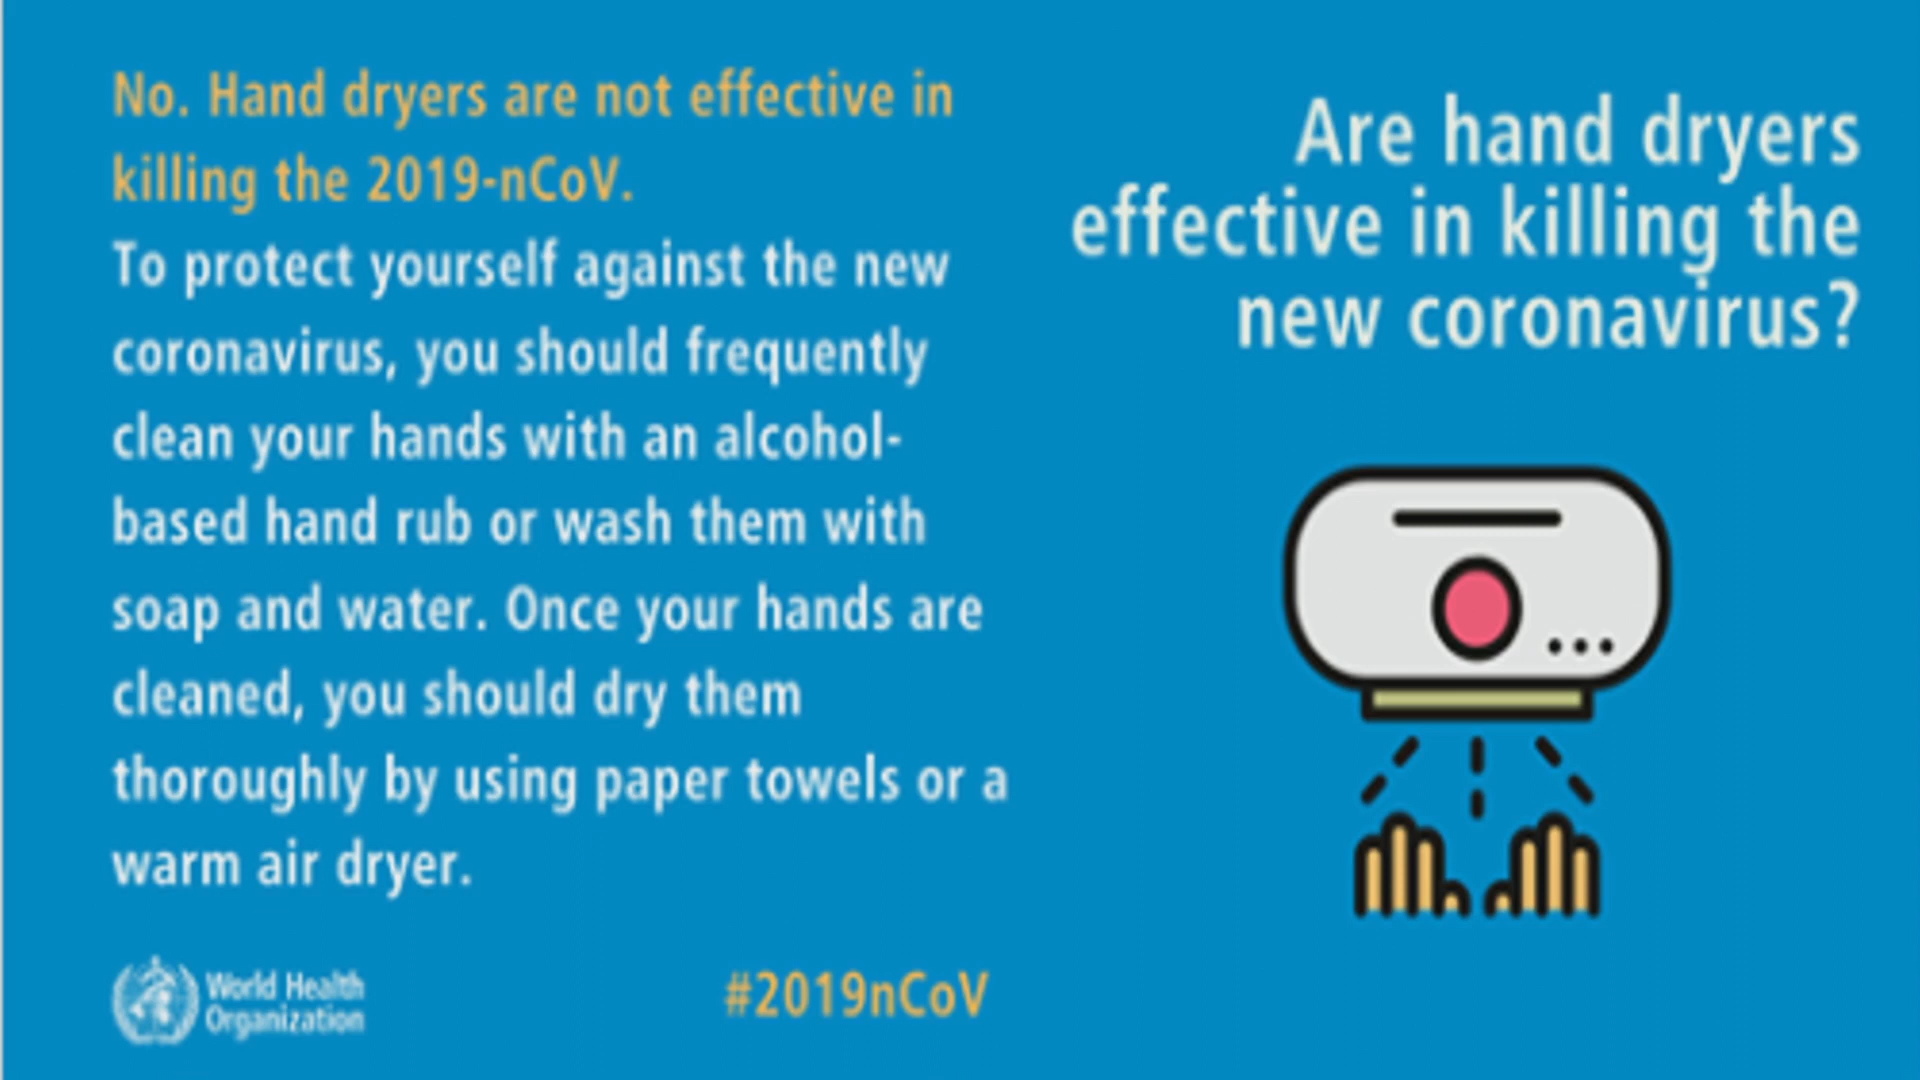 No. Hand dryers are not effective in
killing the 2019-nCoV.
To protect yourself against the new
coronavirus, you should frequently
clean your hands with an alcohol-
based hand rub or wash them with
soap and water. Once your hands are
cleaned, you should dry them
thoroughly by using paper towels or a
warm air dryer.
World Health
Organization
#2019nCoV
Are hand dryers
effective in killing the
new coronavirus?